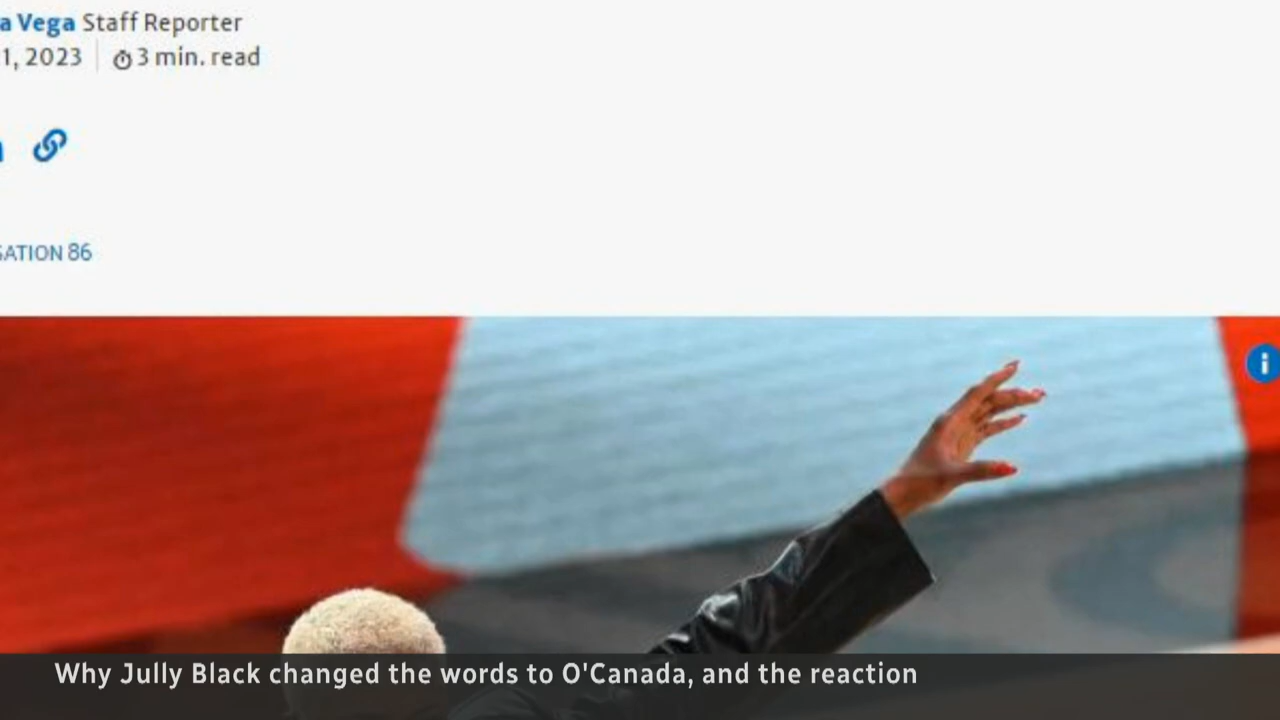 a Vega Staff Reporter
1, 2023 3 min. read
SATION 86
Why Jully Black changed the words to O'Canada, and the reaction